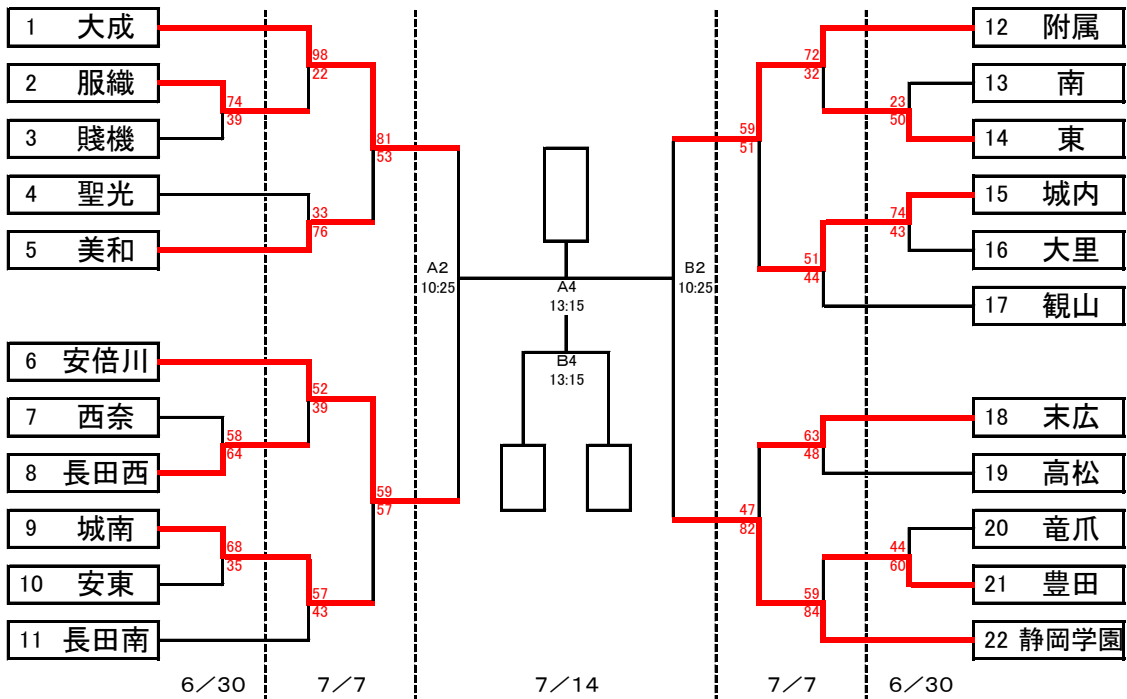 1 大成
2 服織
3 賤機
4 聖光
5 美和
6 安倍川
7 西奈
8 長田西
9 城南
10 安東
11 長田南
74
39
68
35
58
64
98
22
33
76
52
39
57
43
81
53
59
57
A2
10:25
A4
13:15
B4
13:15
B2
10:25
59
51
47
82
72
32
51
44
63
48
59
84
23
50
74
43
44
60
12 附属
13 南
14 東
15 城内
16 大里
17 観山
18 末広
19 高松
20 竜爪
21 豊田
22 静岡学園
6/30
7/7
7/14
7/7
6/30